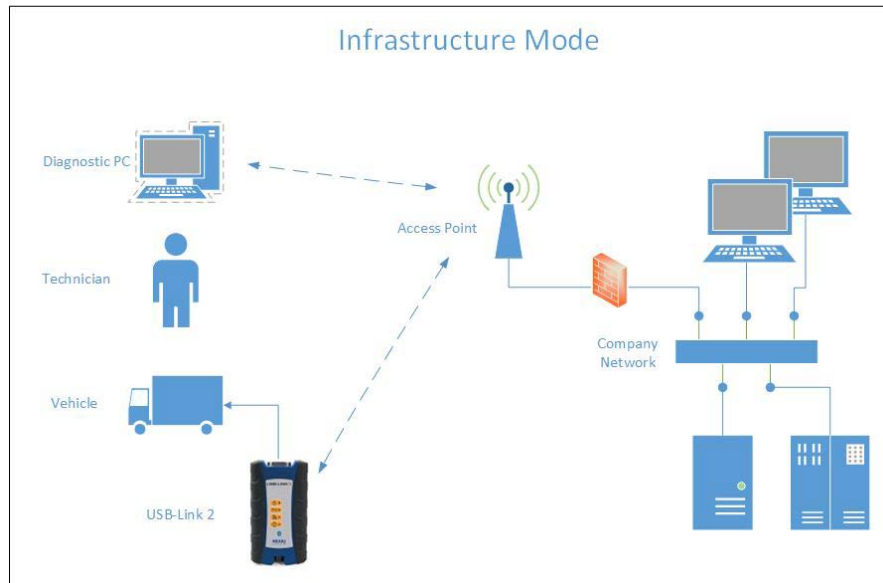 Infrastructure Mode
Diagnostic PC
Access Point
Technician
Company
Network
Vehicle
USB-Link 2